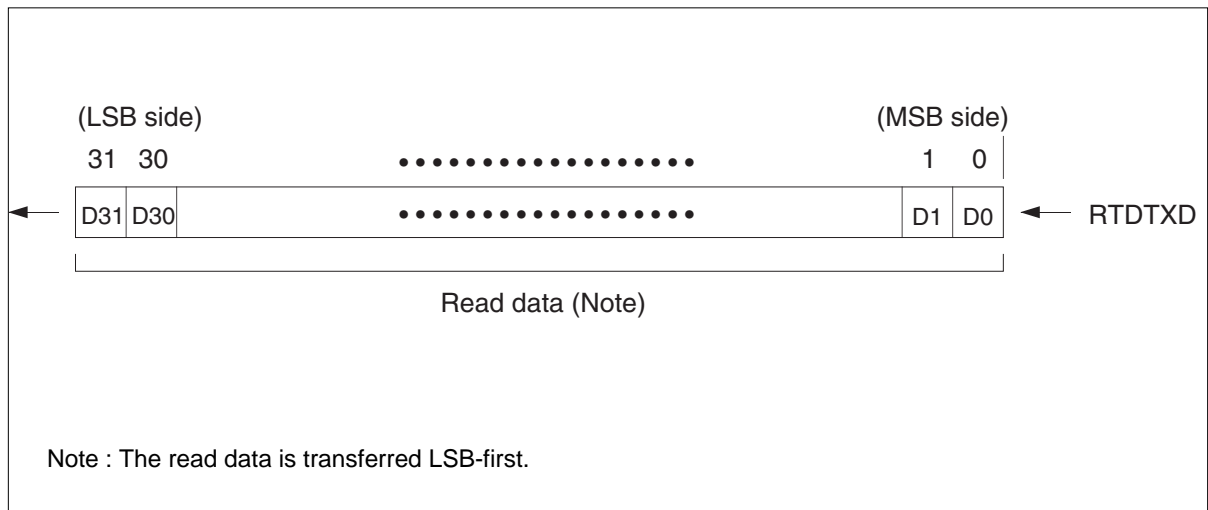 (LSB side) (MSB side)
31 30 •••••••••••••••••• 1 0
D31 D30 •••••••••••••••••• D1 D0 RTDTXD
Read data (Note)
Note : The read data is transferred LSB-first.